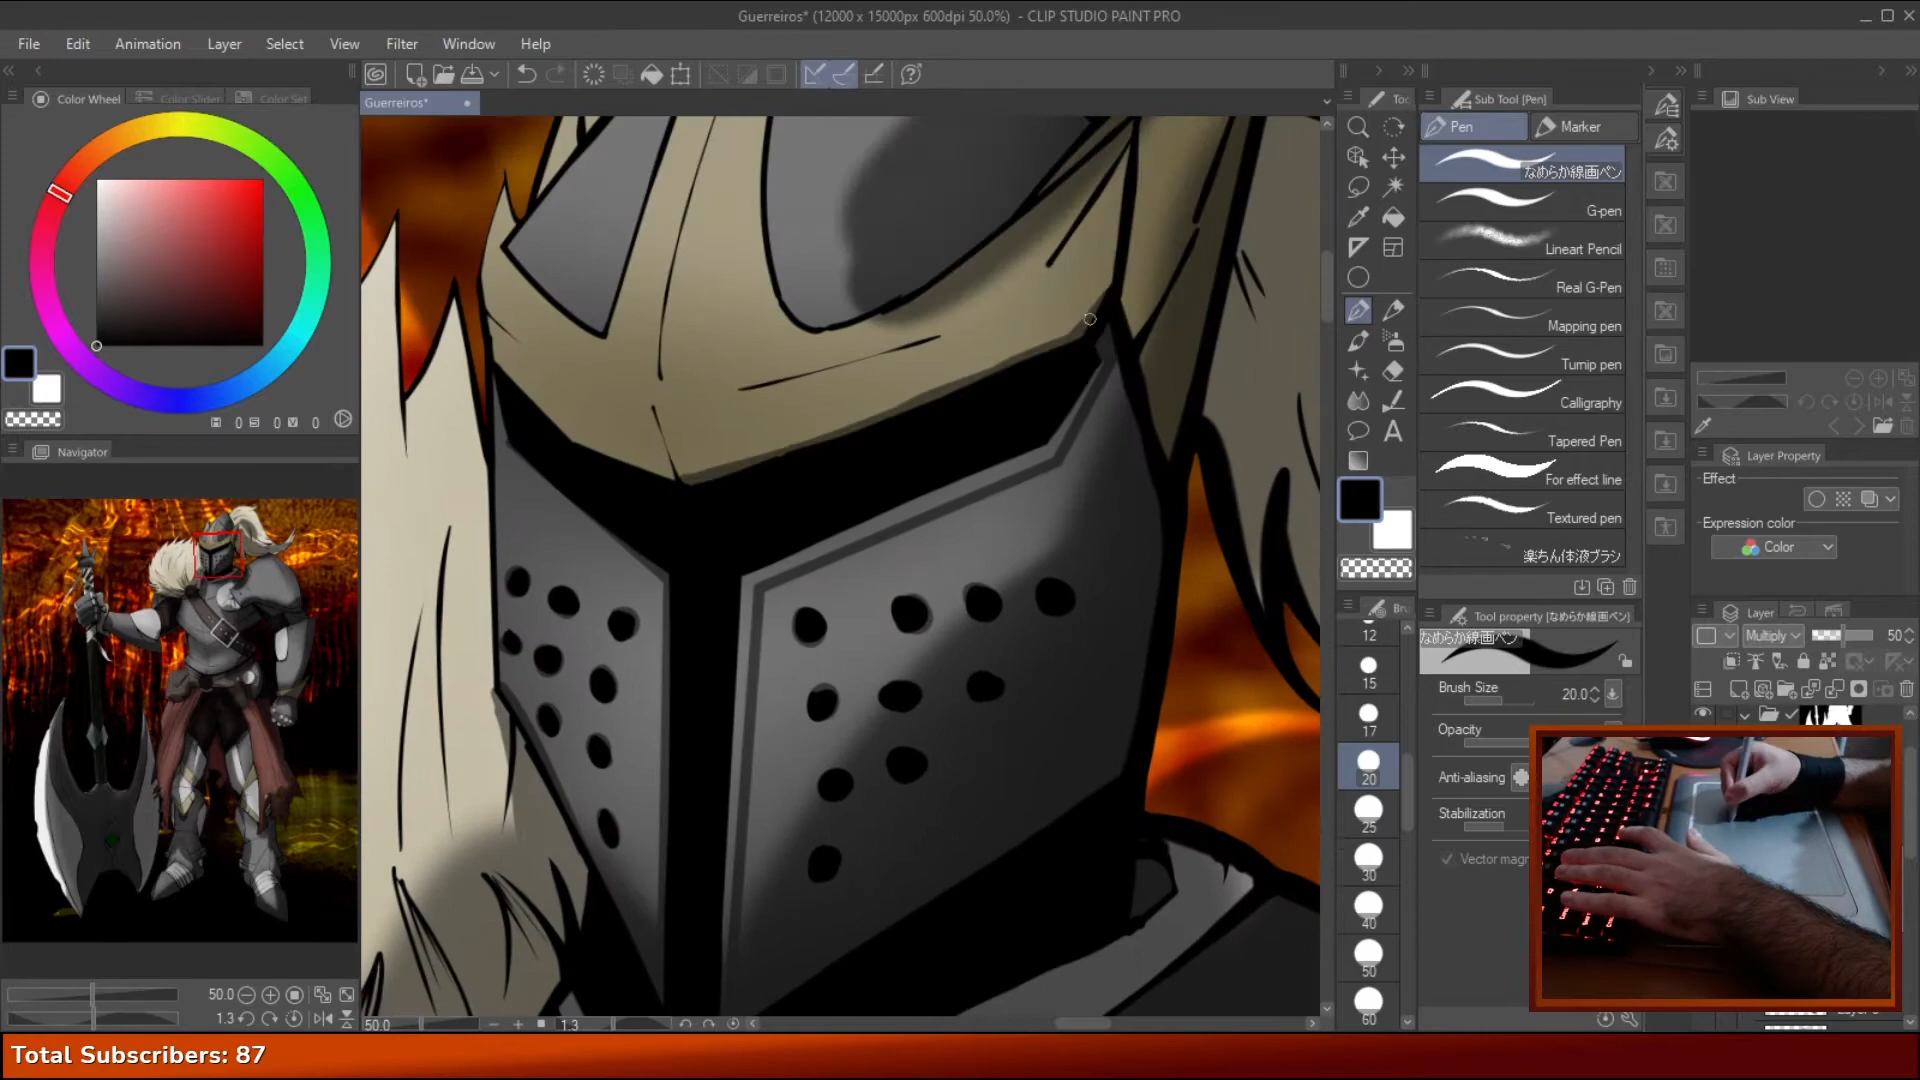 Guerreiros* (12000 x 15000px 600dpi 50.0%) - CLIP STUDIO PAINT PRO
File Edit Animation Layer Select View Filter Window Help
Color Wheel Color Slider Color Set
Guerreiros*
Sub Tool [Pen]
Sub View
Pen
Marker
なめらか線画ペン
G-pen
Lineart Pencil
Real G-Pen
Mapping pen
Turnip pen
Calligraphy
Tapered Pen
For effect line
Textured pen
楽ちん体液ブラシ
0 0 0
Navigator
50.0
1.3
50.0
1.3
12
15
17
20
25
30
40
50
60
Tool property [なめらか線画ペン]
なめらか線画ペン
Brush Size 20.0
Opacity
Anti-aliasing
Stabilization
Layer Property
Effect
Expression color
Color
Layer
Multiply 50
Total Subscribers: 87